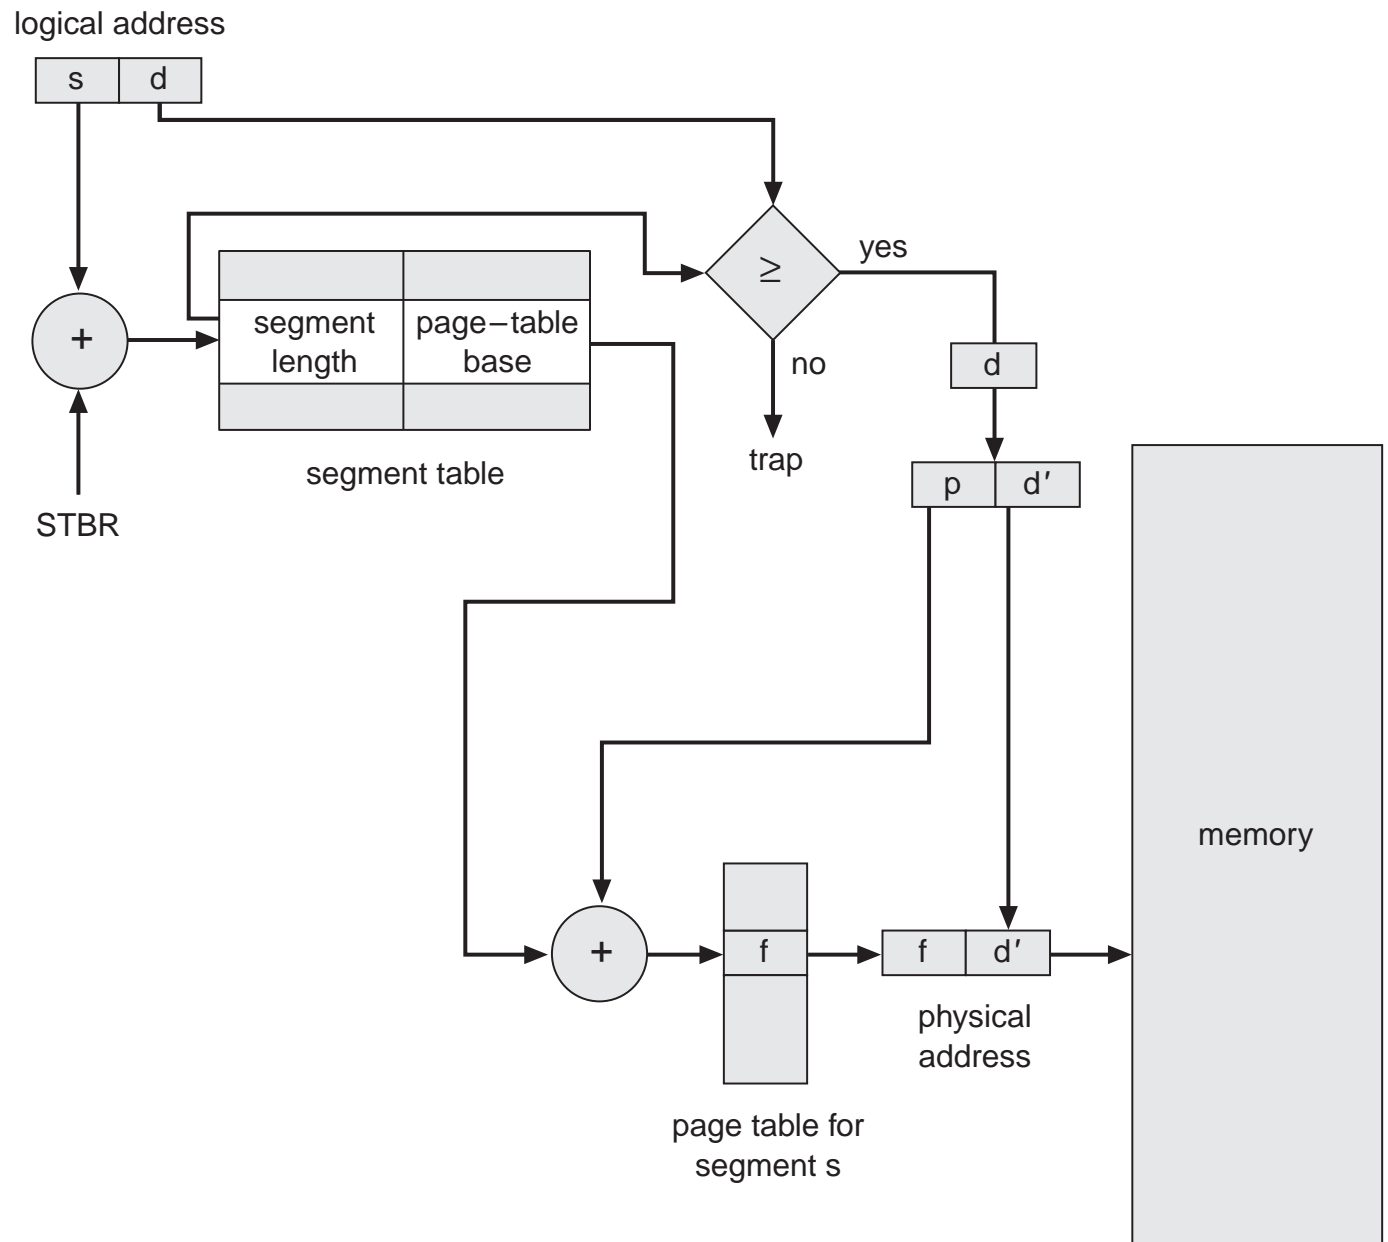 logical address
s d
≥
yes
+
segment length
page–table base
no
d
trap
segment table
p d′
STBR
memory
+
f
f d′
physical
address
page table for
segment s